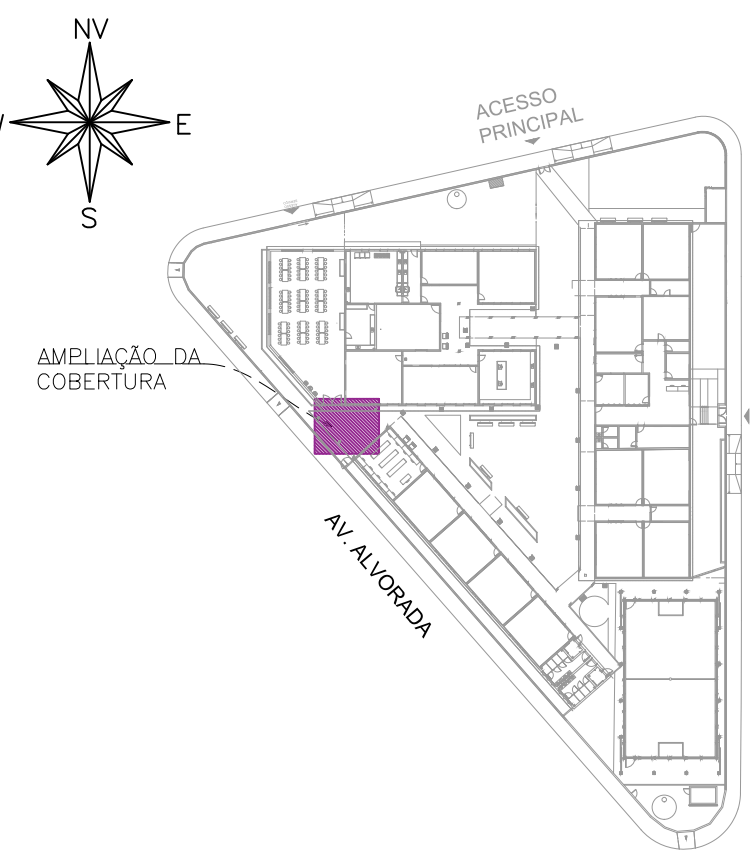 NV
E
S
ACESSO
PRINCIPAL
AMPLIAÇÃO DA
COBERTURA
AV. ALVORADA